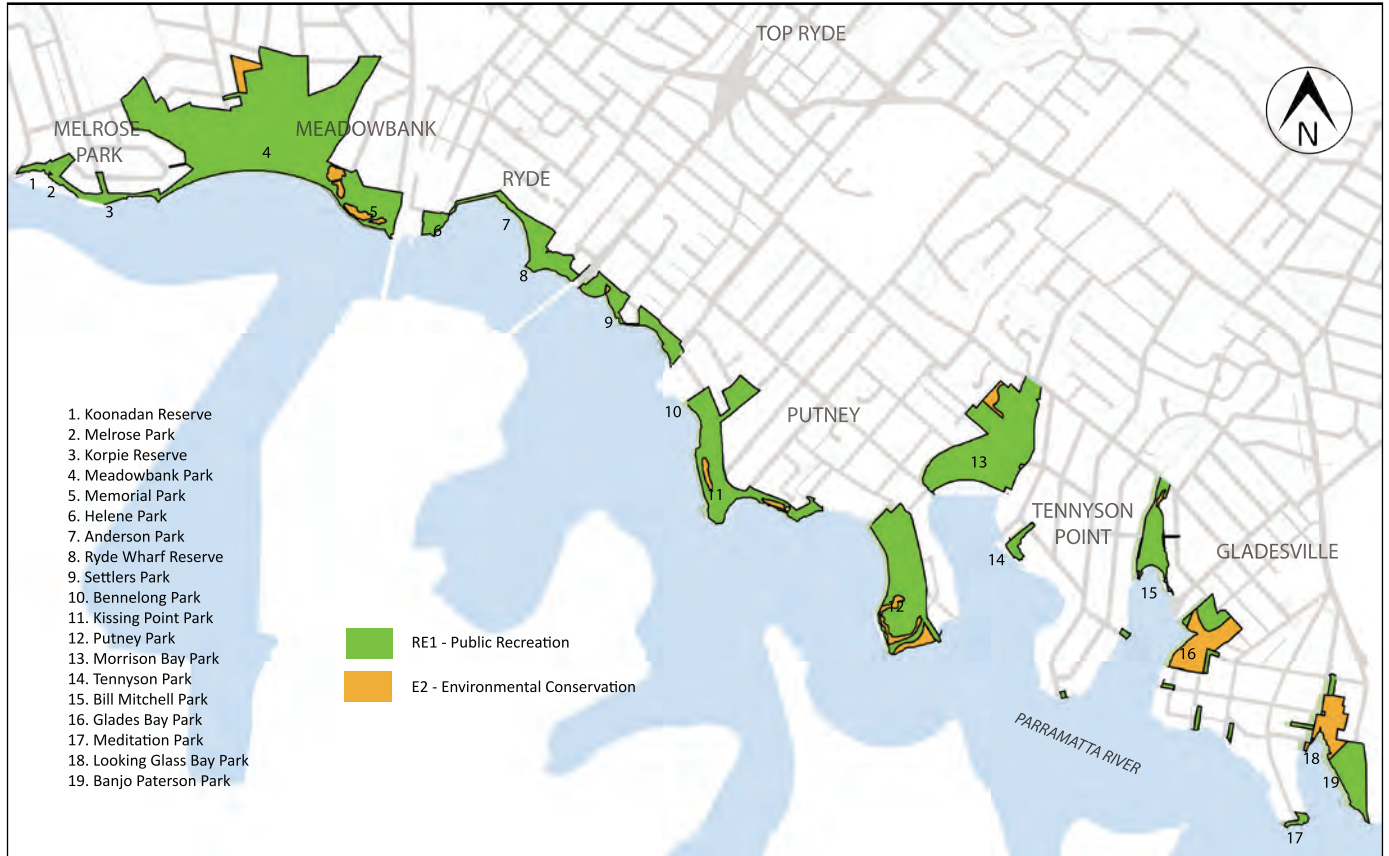 TOP RYDE
N
MELROSE
PARK
MEADOWBANK
4
1
2
3
5
RYDE
6
7
8
9
10
PUTNEY
11
12
13
14
TENNYSON
POINT
15
GLADESVILLE
16
PARRAMATTA RIVER
18
19
17
1. Koonadan Reserve
2. Melrose Park
3. Korpie Reserve
4. Meadowbank Park
5. Memorial Park
6. Helene Park
7. Anderson Park
8. Ryde Wharf Reserve
9. Settlers Park
10. Bennelong Park
11. Kissing Point Park
12. Putney Park
13. Morrison Bay Park
14. Tennyson Park
15. Bill Mitchell Park
16. Glades Bay Park
17. Meditation Park
18. Looking Glass Bay Park
19. Banjo Paterson Park
RE1 - Public Recreation
E2 - Environmental Conservation